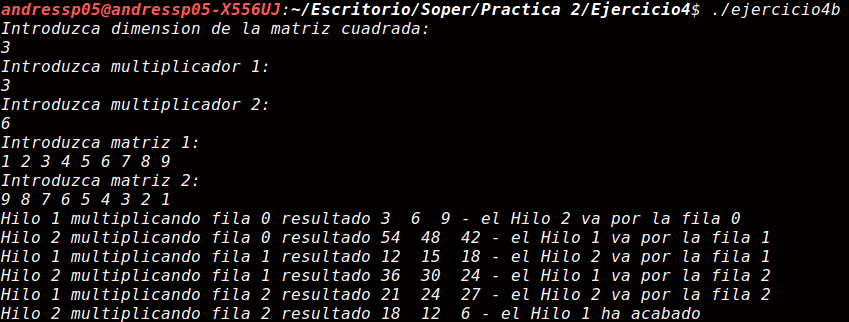 andressp05@andressp05-X556UJ:~/Escritorio/Soper/Practica 2/Ejercicio4$ ./ejercicio4b
Introduzca dimension de la matriz cuadrada:
3
Introduzca multiplicador 1:
3
Introduzca multiplicador 2:
6
Introduzca matriz 1:
1 2 3 4 5 6 7 8 9
Introduzca matriz 2:
9 8 7 6 5 4 3 2 1
Hilo 1 multiplicando fila 0 resultado 3  6  9 - el Hilo 2 va por la fila 0
Hilo 2 multiplicando fila 0 resultado 54  48  42 - el Hilo 1 va por la fila 1
Hilo 1 multiplicando fila 1 resultado 12  15  18 - el Hilo 2 va por la fila 1
Hilo 2 multiplicando fila 1 resultado 36  30  24 - el Hilo 1 va por la fila 2
Hilo 1 multiplicando fila 2 resultado 21  24  27 - el Hilo 2 va por la fila 2
Hilo 2 multiplicando fila 2 resultado 18  12  6 - el Hilo 1 ha acabado